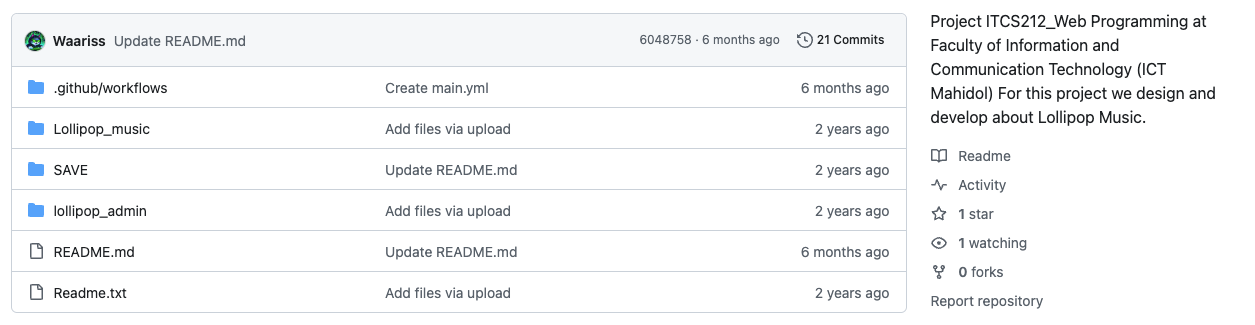 Waariss Update README.md 6048758 · 6 months ago 21 Commits
.github/workflows Create main.yml 6 months ago
Lollipop_music Add files via upload 2 years ago
SAVE Update README.md 2 years ago
lollipop_admin Add files via upload 2 years ago
README.md Update README.md 6 months ago
Readme.txt Add files via upload 2 years ago
Project ITCS212_Web Programming at
Faculty of Information and
Communication Technology (ICT
Mahidol) For this project we design and
develop about Lollipop Music.
Readme
Activity
1 star
1 watching
0 forks
Report repository